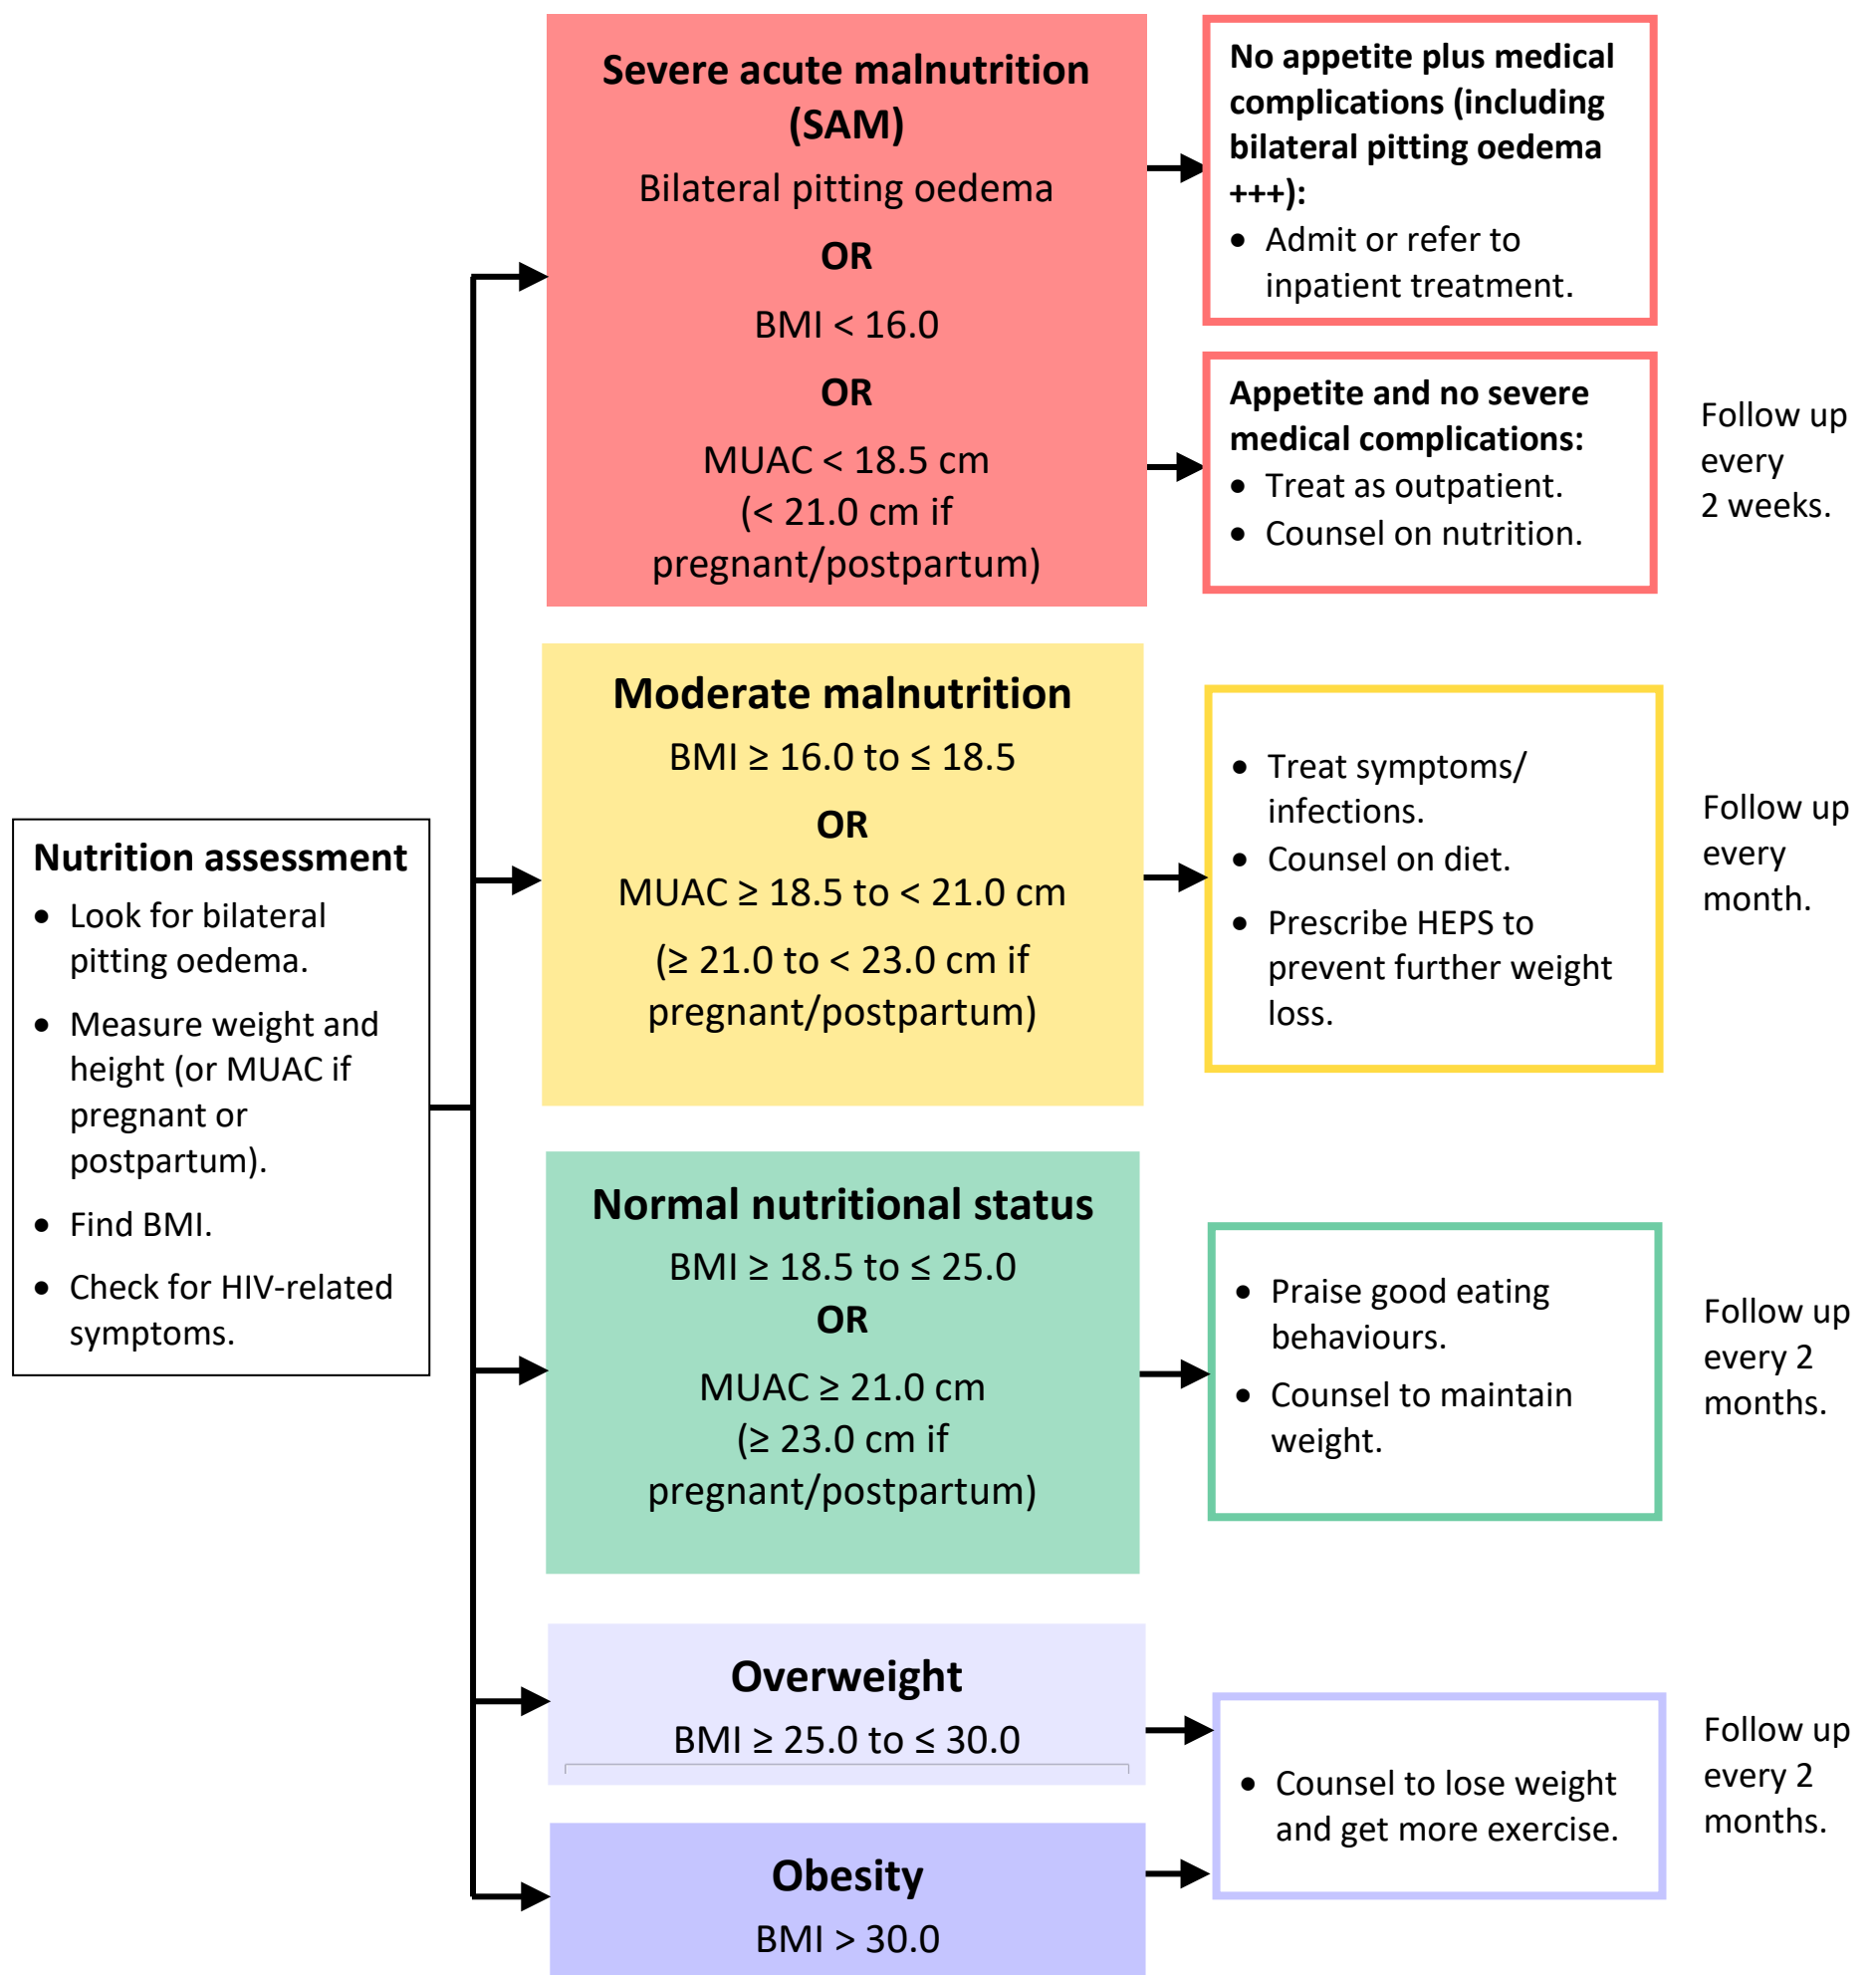 Nutrition assessment
• Look for bilateral
pitting oedema.
• Measure weight and
height (or MUAC if
pregnant or
postpartum).
• Find BMI.
• Check for HIV-related
symptoms.
Severe acute malnutrition
(SAM)
Bilateral pitting oedema
OR
BMI < 16.0
OR
MUAC < 18.5 cm
(< 21.0 cm if
pregnant/postpartum)
No appetite plus medical
complications (including
bilateral pitting oedema
+++):
• Admit or refer to
inpatient treatment.
Appetite and no severe
medical complications:
• Treat as outpatient.
• Counsel on nutrition.
Follow up
every
2 weeks.
Moderate malnutrition
BMI ≥ 16.0 to ≤ 18.5
OR
MUAC ≥ 18.5 to < 21.0 cm
(≥ 21.0 to < 23.0 cm if
pregnant/postpartum)
• Treat symptoms/
infections.
• Counsel on diet.
• Prescribe HEPS to
prevent further weight
loss.
Follow up
every
month.
Normal nutritional status
BMI ≥ 18.5 to ≤ 25.0
OR
MUAC ≥ 21.0 cm
(≥ 23.0 cm if
pregnant/postpartum)
• Praise good eating
behaviours.
• Counsel to maintain
weight.
Follow up
every 2
months.
Overweight
BMI ≥ 25.0 to ≤ 30.0
Obesity
BMI > 30.0
• Counsel to lose weight
and get more exercise.
Follow up
every 2
months.